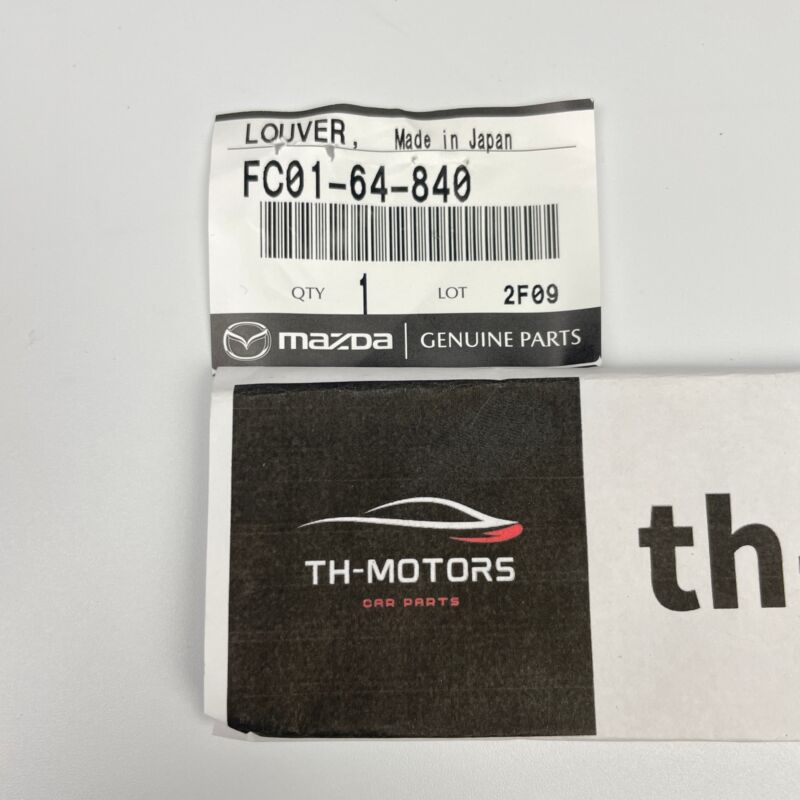 LOUVER, Made in Japan
FC01-64-840
QTY 1 LOT 2F09
mazda GENUINE PARTS
TH-MOTORS
CAR PARTS
th